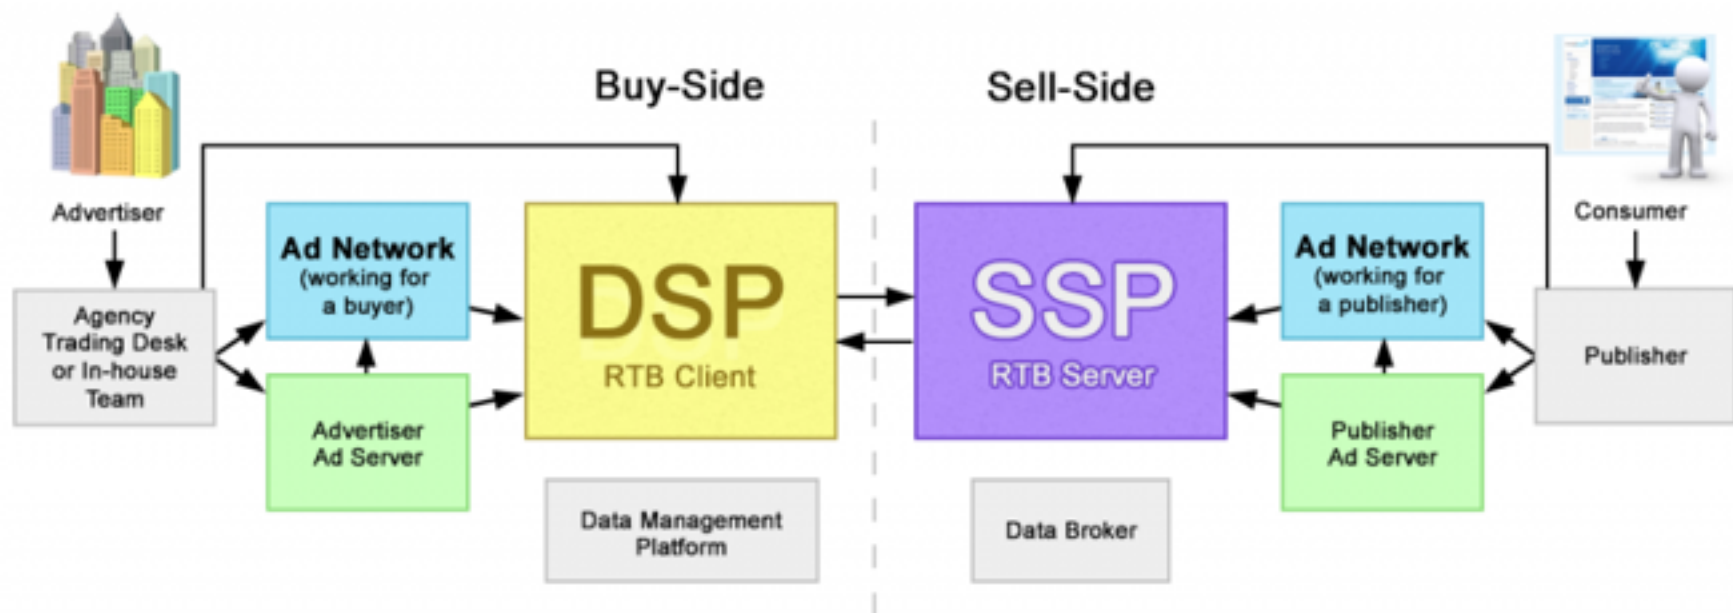 Buy-Side
Sell-Side
Advertiser
Agency
Trading Desk
or In-house
Team
Ad Network
(working for
a buyer)
Advertiser
Ad Server
DSP
RTB Client
Data Management
Platform
SSP
RTB Server
Data Broker
Ad Network
(working for
a publisher)
Publisher
Ad Server
Consumer
Publisher